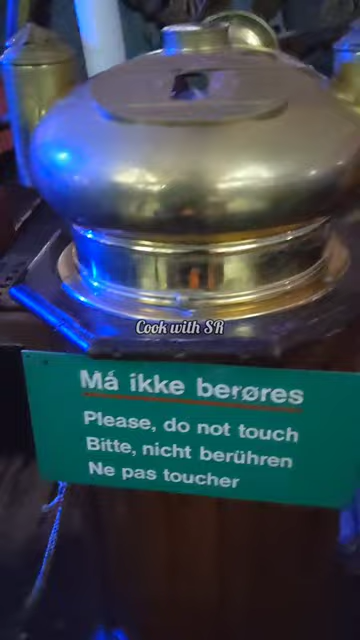 Cook with SR
Må ikke berøres
Please, do not touch
Bitte, nicht berühren
Ne pas toucher